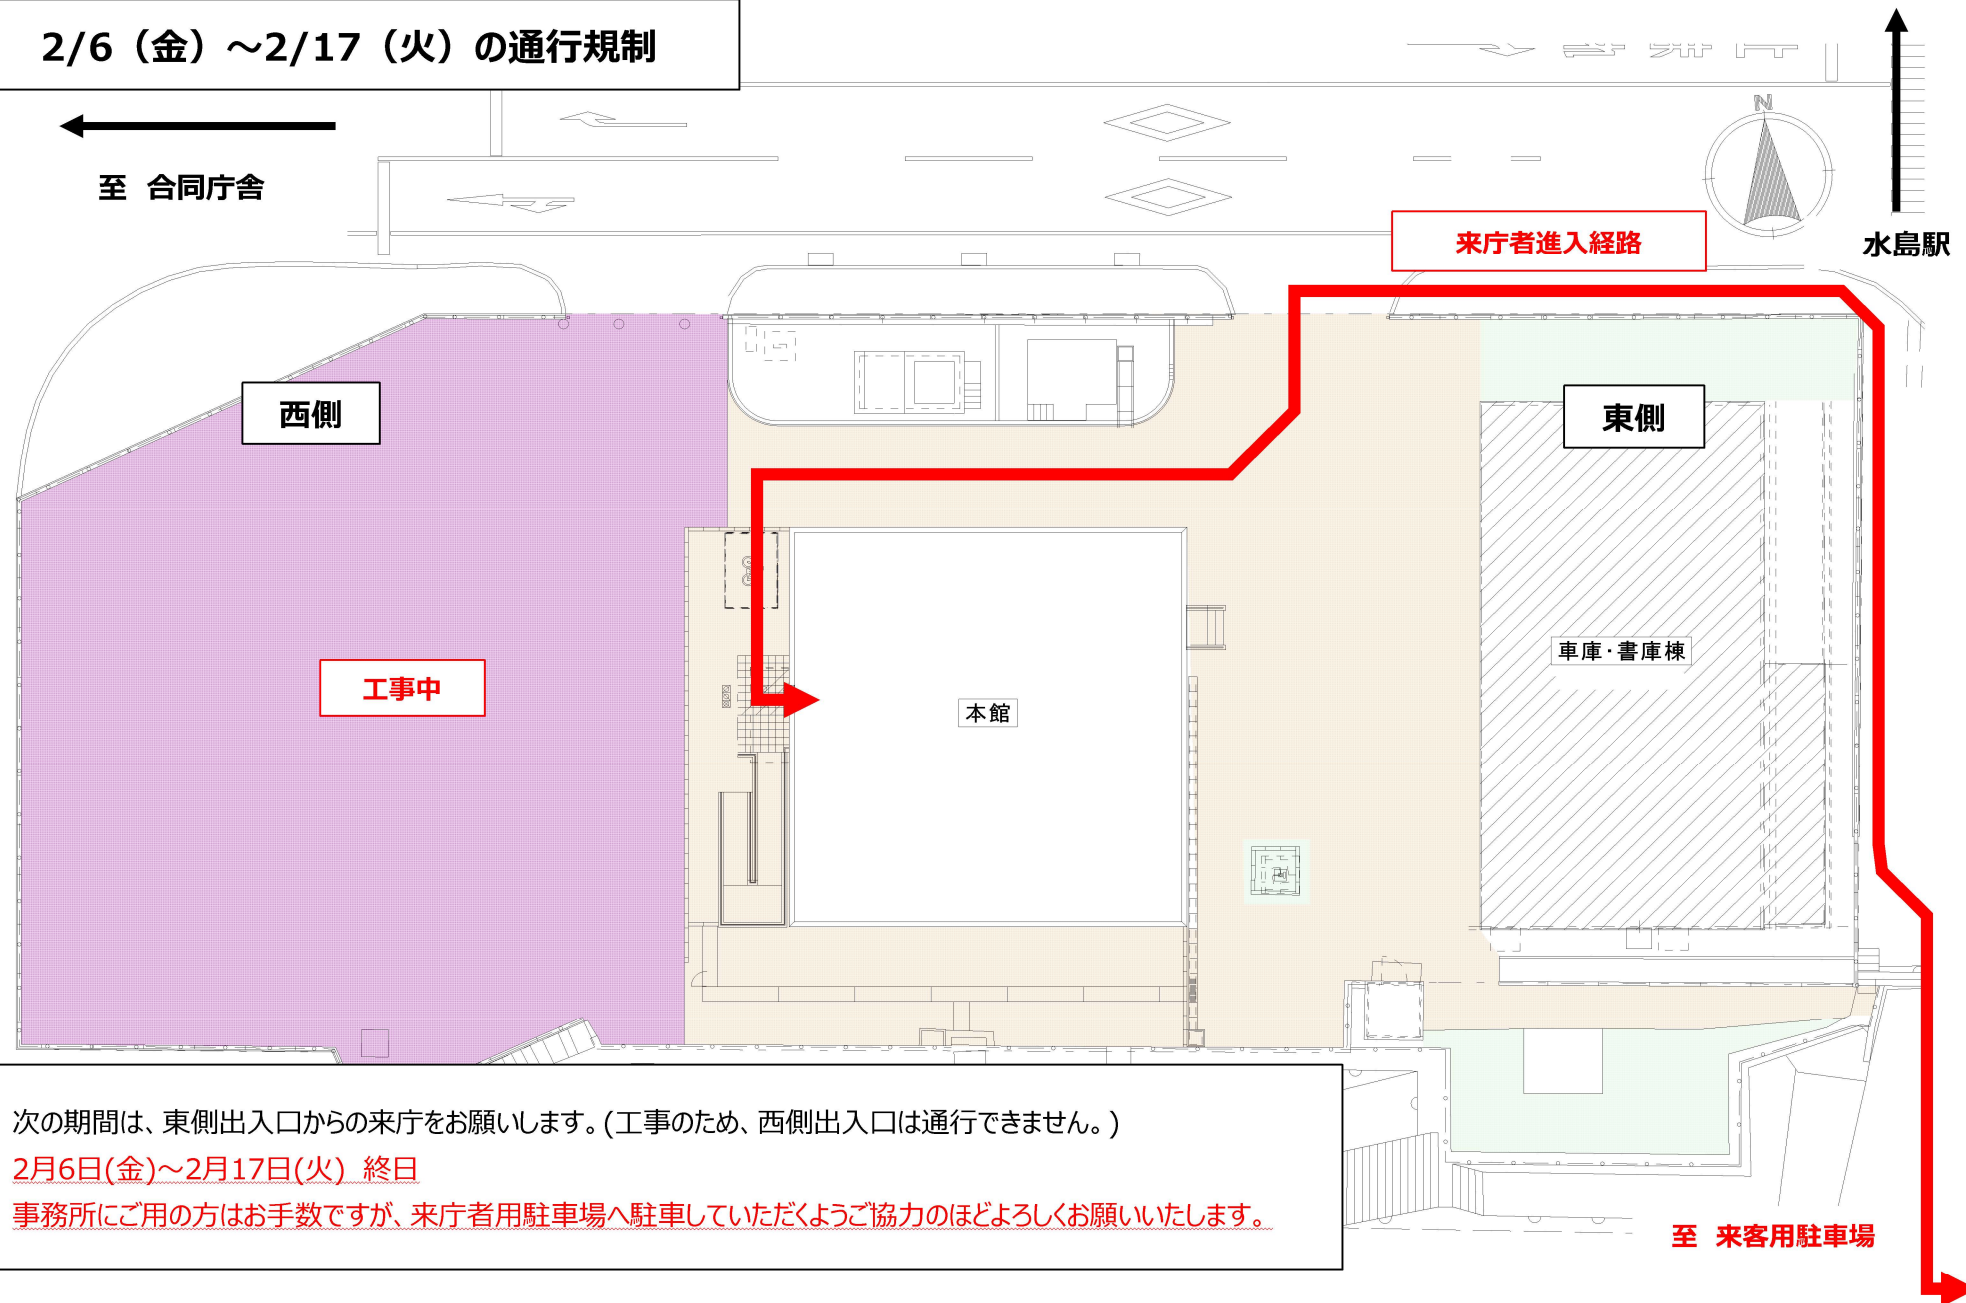 2/6（金）～2/17（火）の通行規制
至 合同庁舎
N
水島駅
来庁者進入経路
西側
東側
工事中
本館
車庫・書庫棟
次の期間は、東側出入口からの来庁をお願いします。(工事のため、西側出入口は通行できません。)
2月6日(金)～2月17日(火) 終日
事務所にご用の方はお手数ですが、来庁者用駐車場へ駐車していただくようご協力のほどよろしくお願いいたします。
至 来客用駐車場